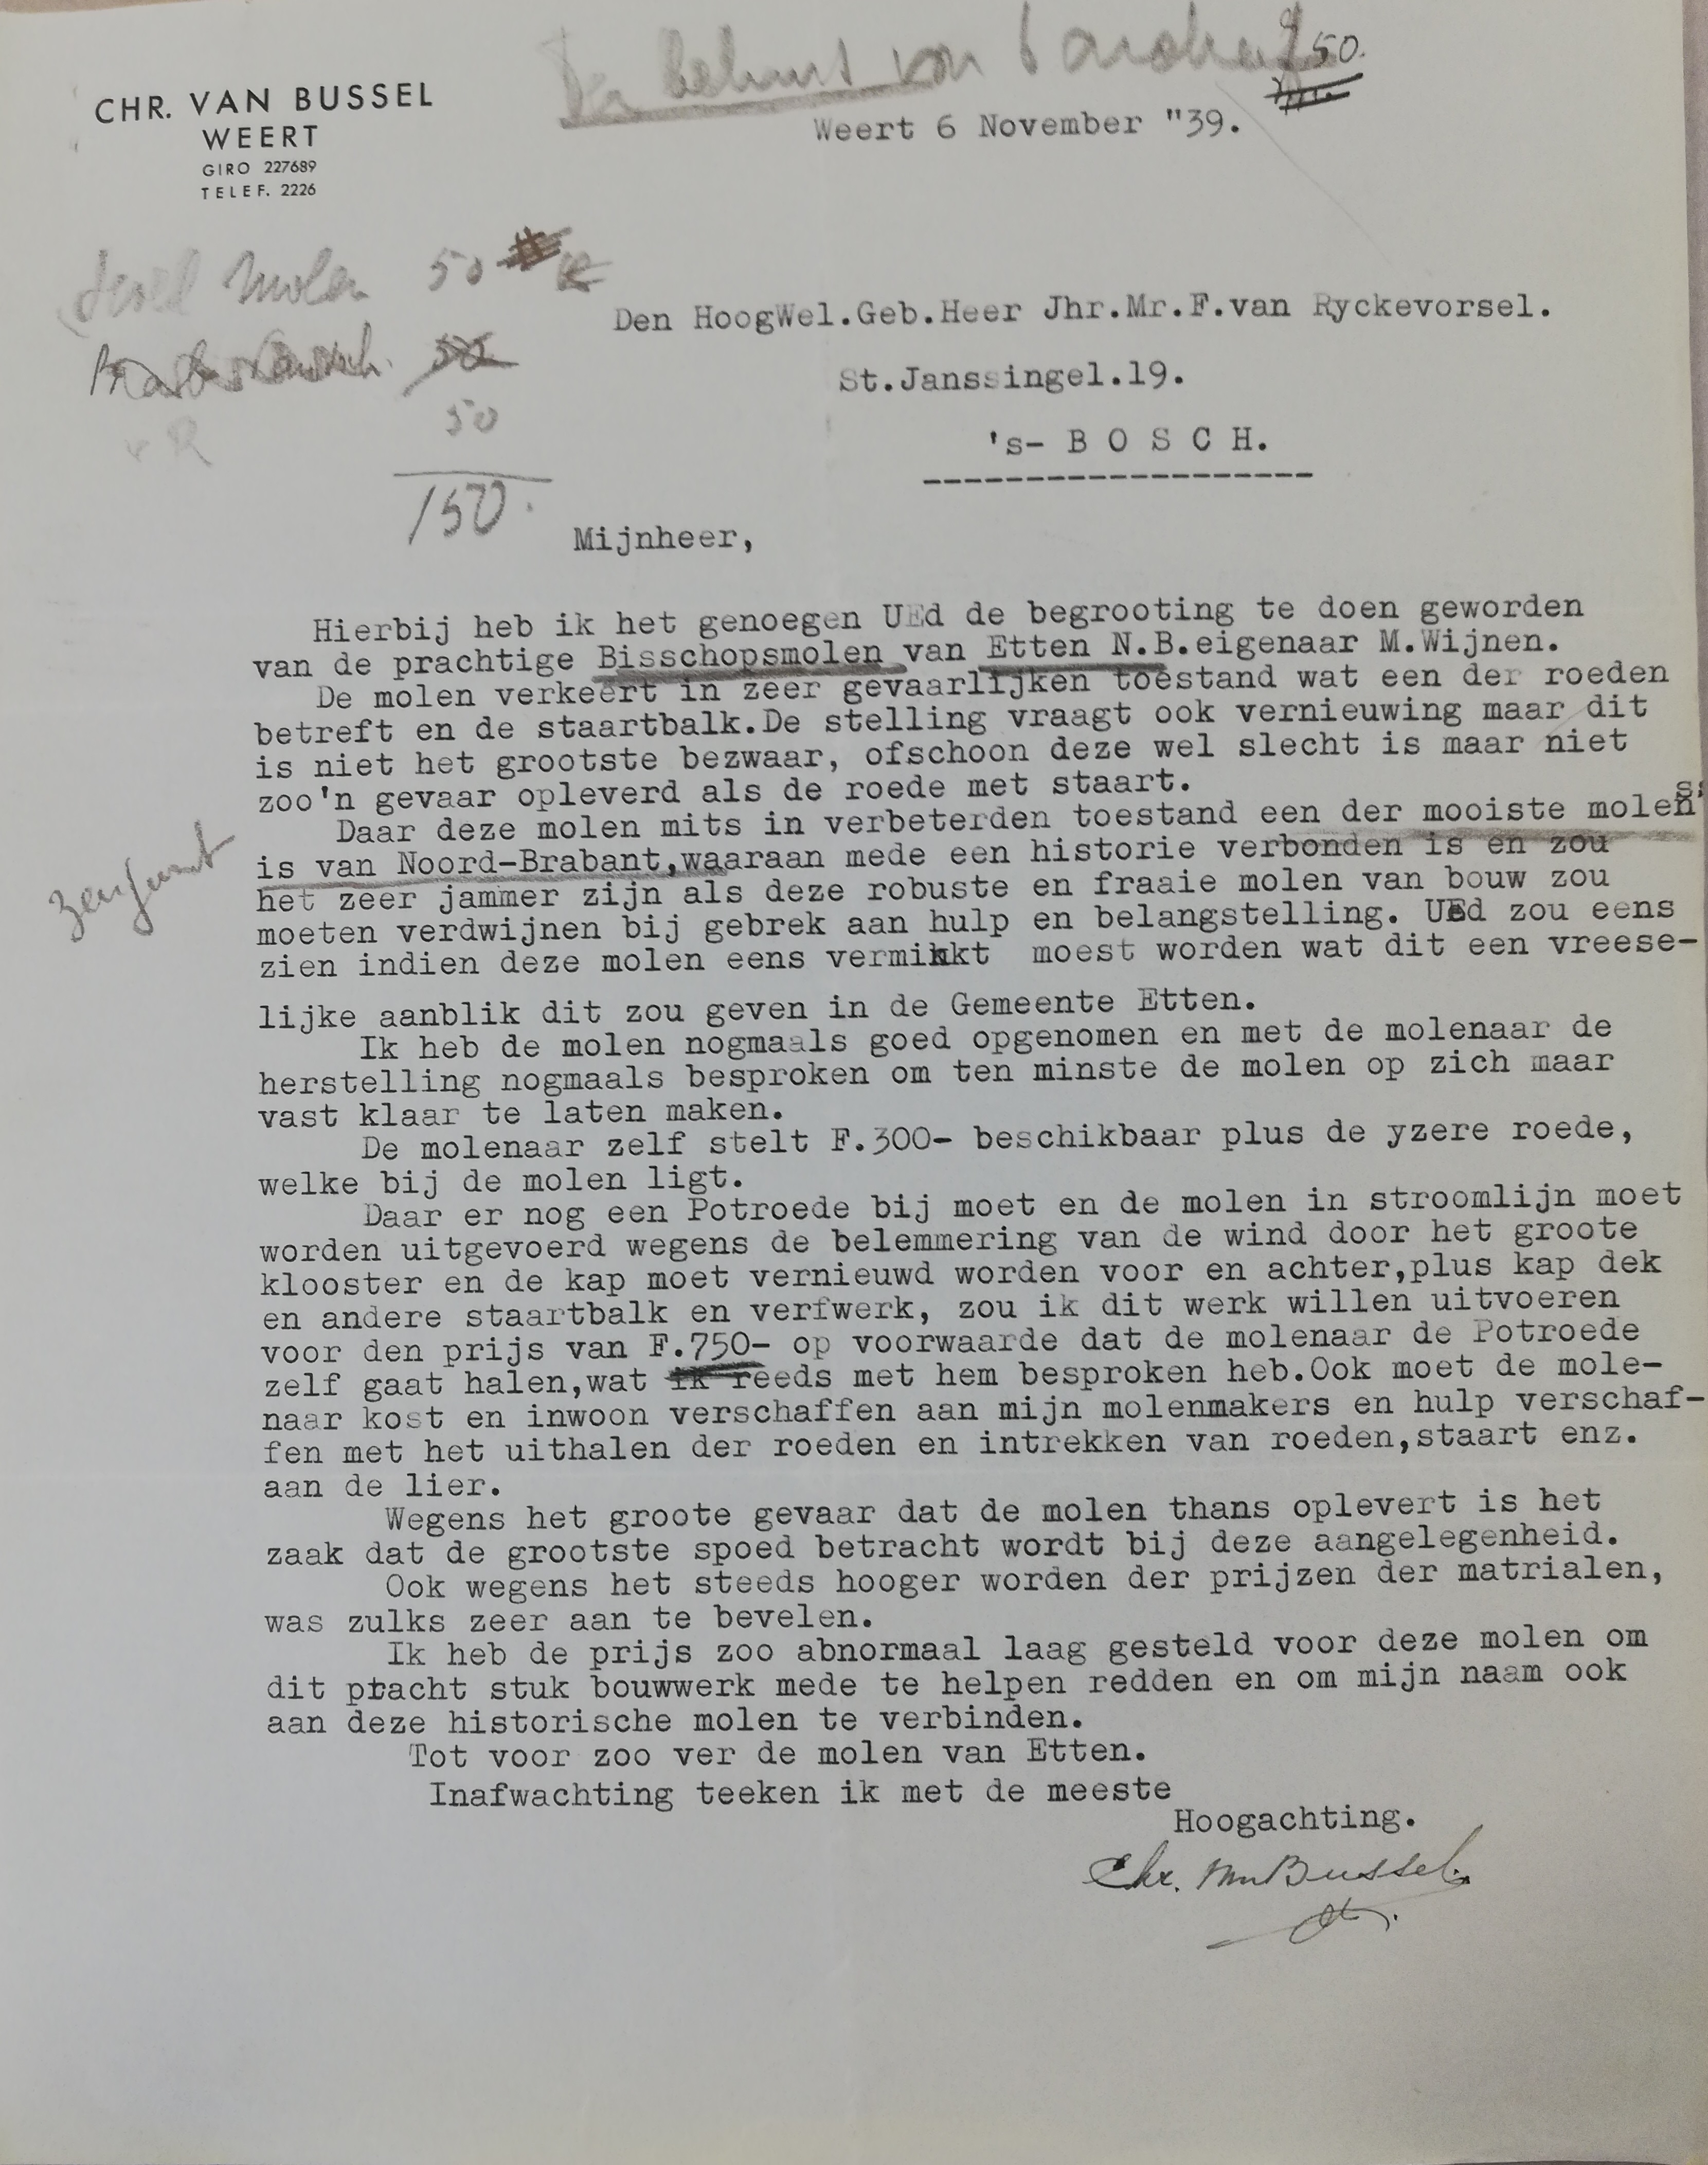 behoud van
50.
CHR. VAN BUSSEL
WEERT
GIRO 227689
TELEF. 2226
Weert 6 November "39.
Molen 50
50
150.
Den HoogWel.Geb.Heer Jhr.Mr.F.van Ryckevorsel.
St.Janssingel.19.
's- B O S C H.
Mijnheer,
Hierbij heb ik het genoegen UEd de begrooting te doen geworden
van de prachtige Bisschopsmolen van Etten N.B.eigenaar M.Wijnen.
De molen verkeert in zeer gevaarlijken toestand wat een der roeden
betreft en de staartbalk.De stelling vraagt ook vernieuwing maar dit
is niet het grootste bezwaar, ofschoon deze wel slecht is maar niet
zoo'n gevaar opleverd als de roede met staart.
Daar deze molen mits in verbeterden toestand een der mooiste molens
is van Noord-Brabant,waaraan mede een historie verbonden is en zou
het zeer jammer zijn als deze robuste en fraaie molen van bouw zou
moeten verdwijnen bij gebrek aan hulp en belangstelling. UEd zou eens
zien indien deze molen eens verminkt moest worden wat dit een vreese-
lijke aanblik dit zou geven in de Gemeente Etten.
Ik heb de molen nogmaals goed opgenomen en met de molenaar de
herstelling nogmaals besproken om ten minste de molen op zich maar
vast klaar te laten maken.
De molenaar zelf stelt F.300- beschikbaar plus de yzere roede,
welke bij de molen ligt.
Daar er nog een Potroede bij moet en de molen in stroomlijn moet
worden uitgevoerd wegens de belemmering van de wind door het groote
klooster en de kap moet vernieuwd worden voor en achter,plus kap dek
en andere staartbalk en verfwerk, zou ik dit werk willen uitvoeren
voor den prijs van F.750- op voorwaarde dat de molenaar de Potroede
zelf gaat halen,wat ik reeds met hem besproken heb.Ook moet de mole-
naar kost en inwoon verschaffen aan mijn molenmakers en hulp verschaf-
fen met het uithalen der roeden en intrekken van roeden,staart enz.
aan de lier.
Wegens het groote gevaar dat de molen thans oplevert is het
zaak dat de grootste spoed betracht wordt bij deze aangelegenheid.
Ook wegens het steeds hooger worden der prijzen der matrialen,
was zulks zeer aan te bevelen.
Ik heb de prijs zoo abnormaal laag gesteld voor deze molen om
dit pracht stuk bouwwerk mede te helpen redden en om mijn naam ook
aan deze historische molen te verbinden.
Tot voor zoo ver de molen van Etten.
Inafwachting teeken ik met de meeste
Hoogachting.
Chr. van Bussel.